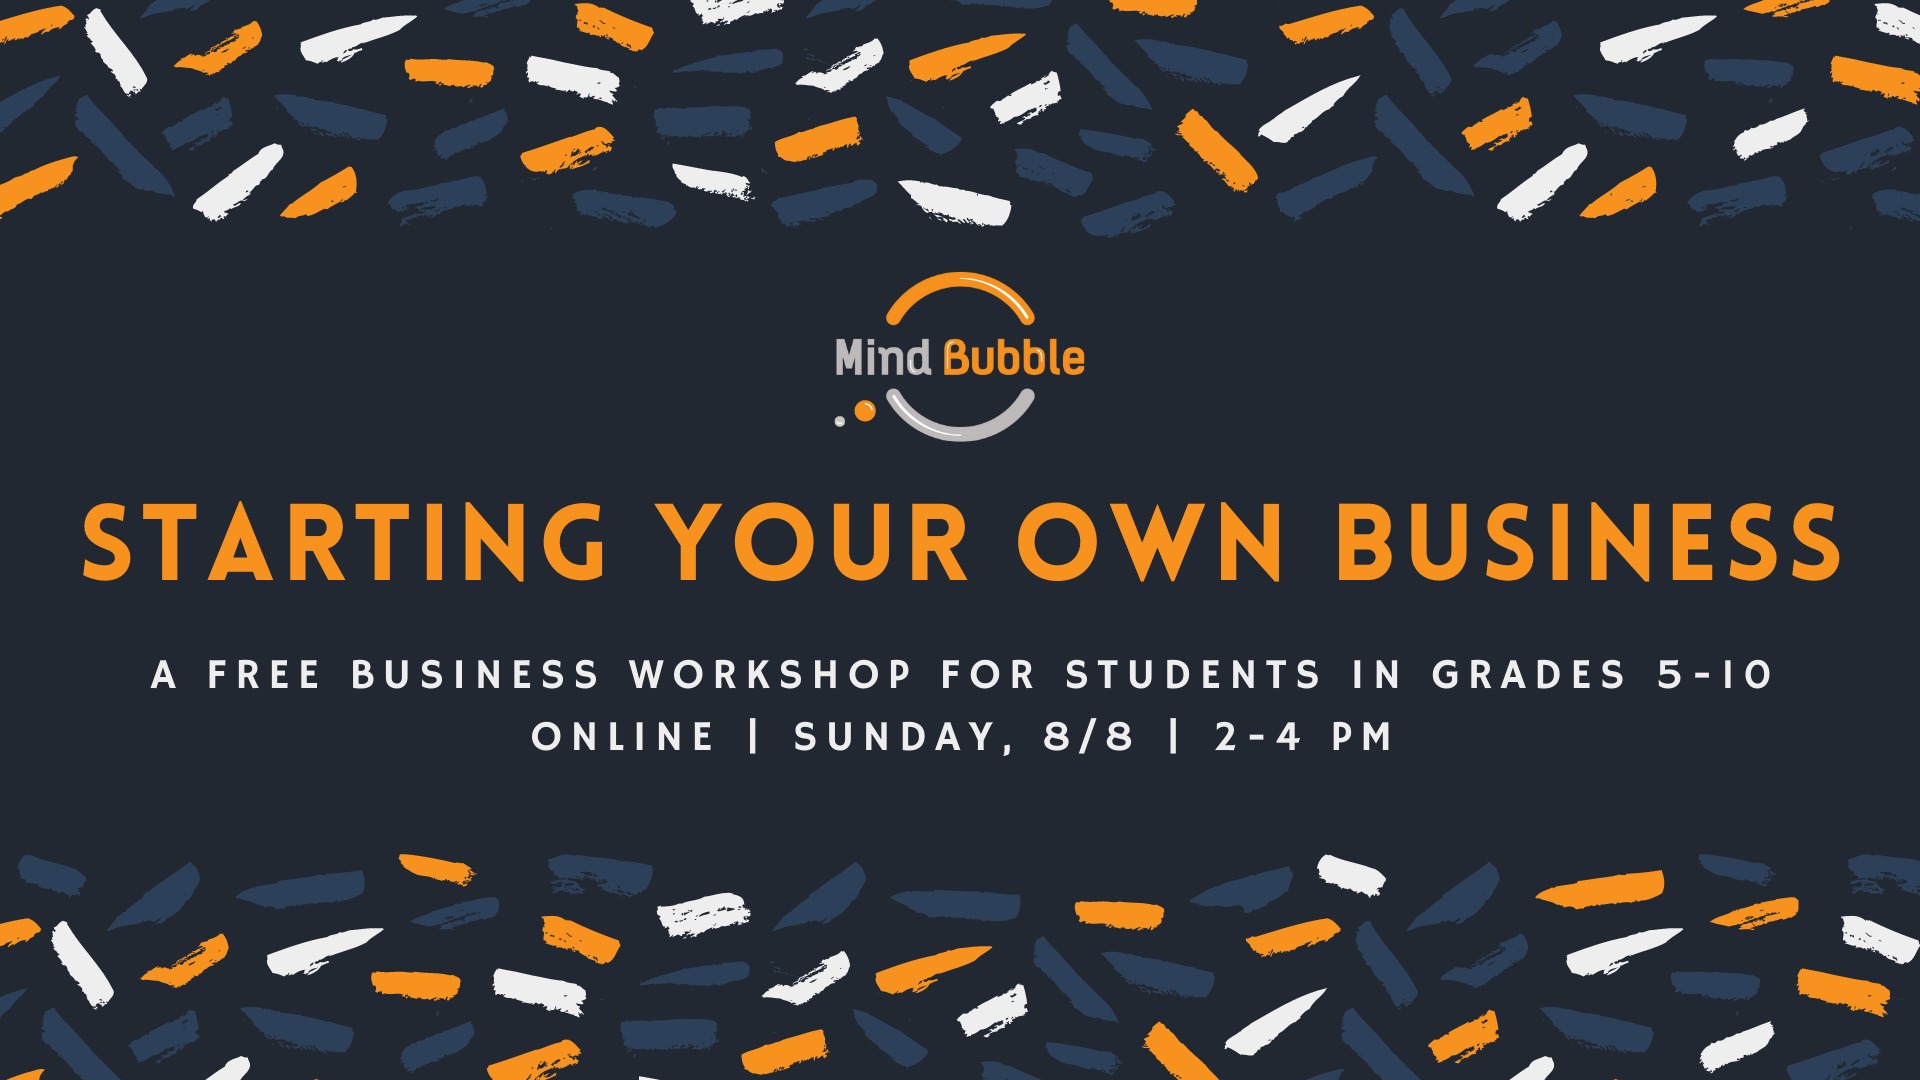 Mind Bubble
STARTING YOUR OWN BUSINESS
A FREE BUSINESS WORKSHOP FOR STUDENTS IN GRADES 5-10
ONLINE | SUNDAY, 8/8 | 2-4 PM